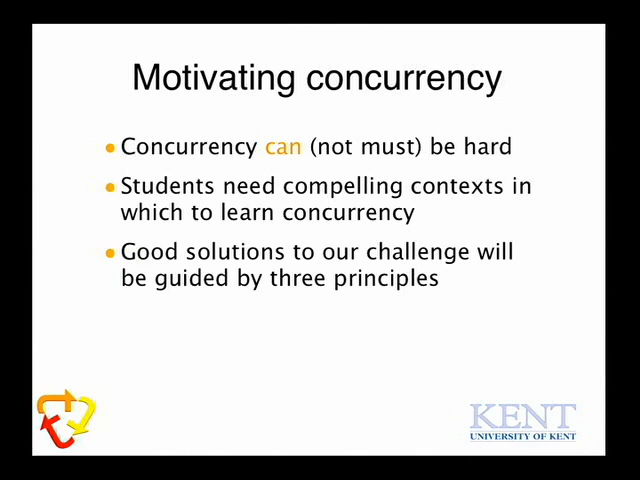 Motivating concurrency
• Concurrency can (not must) be hard
• Students need compelling contexts in
which to learn concurrency
• Good solutions to our challenge will
be guided by three principles
KENT
UNIVERSITY OF KENT